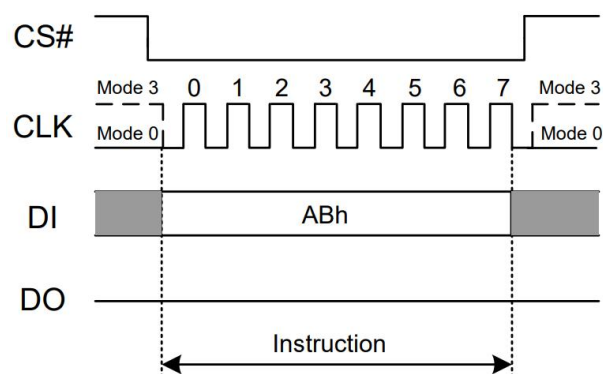 CS#
Mode 3 0 1 2 3 4 5 6 7 Mode 3
CLK
Mode 0 Mode 0
DI ABh
DO
Instruction